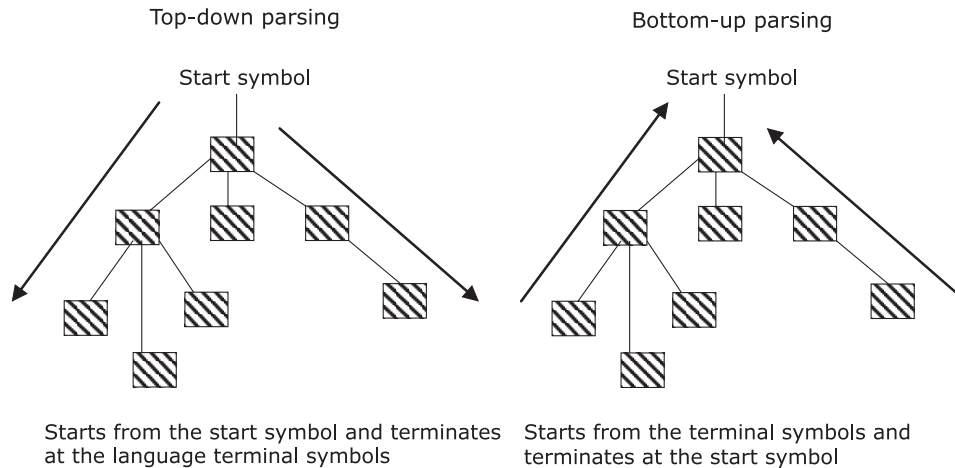 Top-down parsing
Start symbol
Starts from the start symbol and terminates
at the language terminal symbols
Bottom-up parsing
Start symbol
Starts from the terminal symbols and
terminates at the start symbol